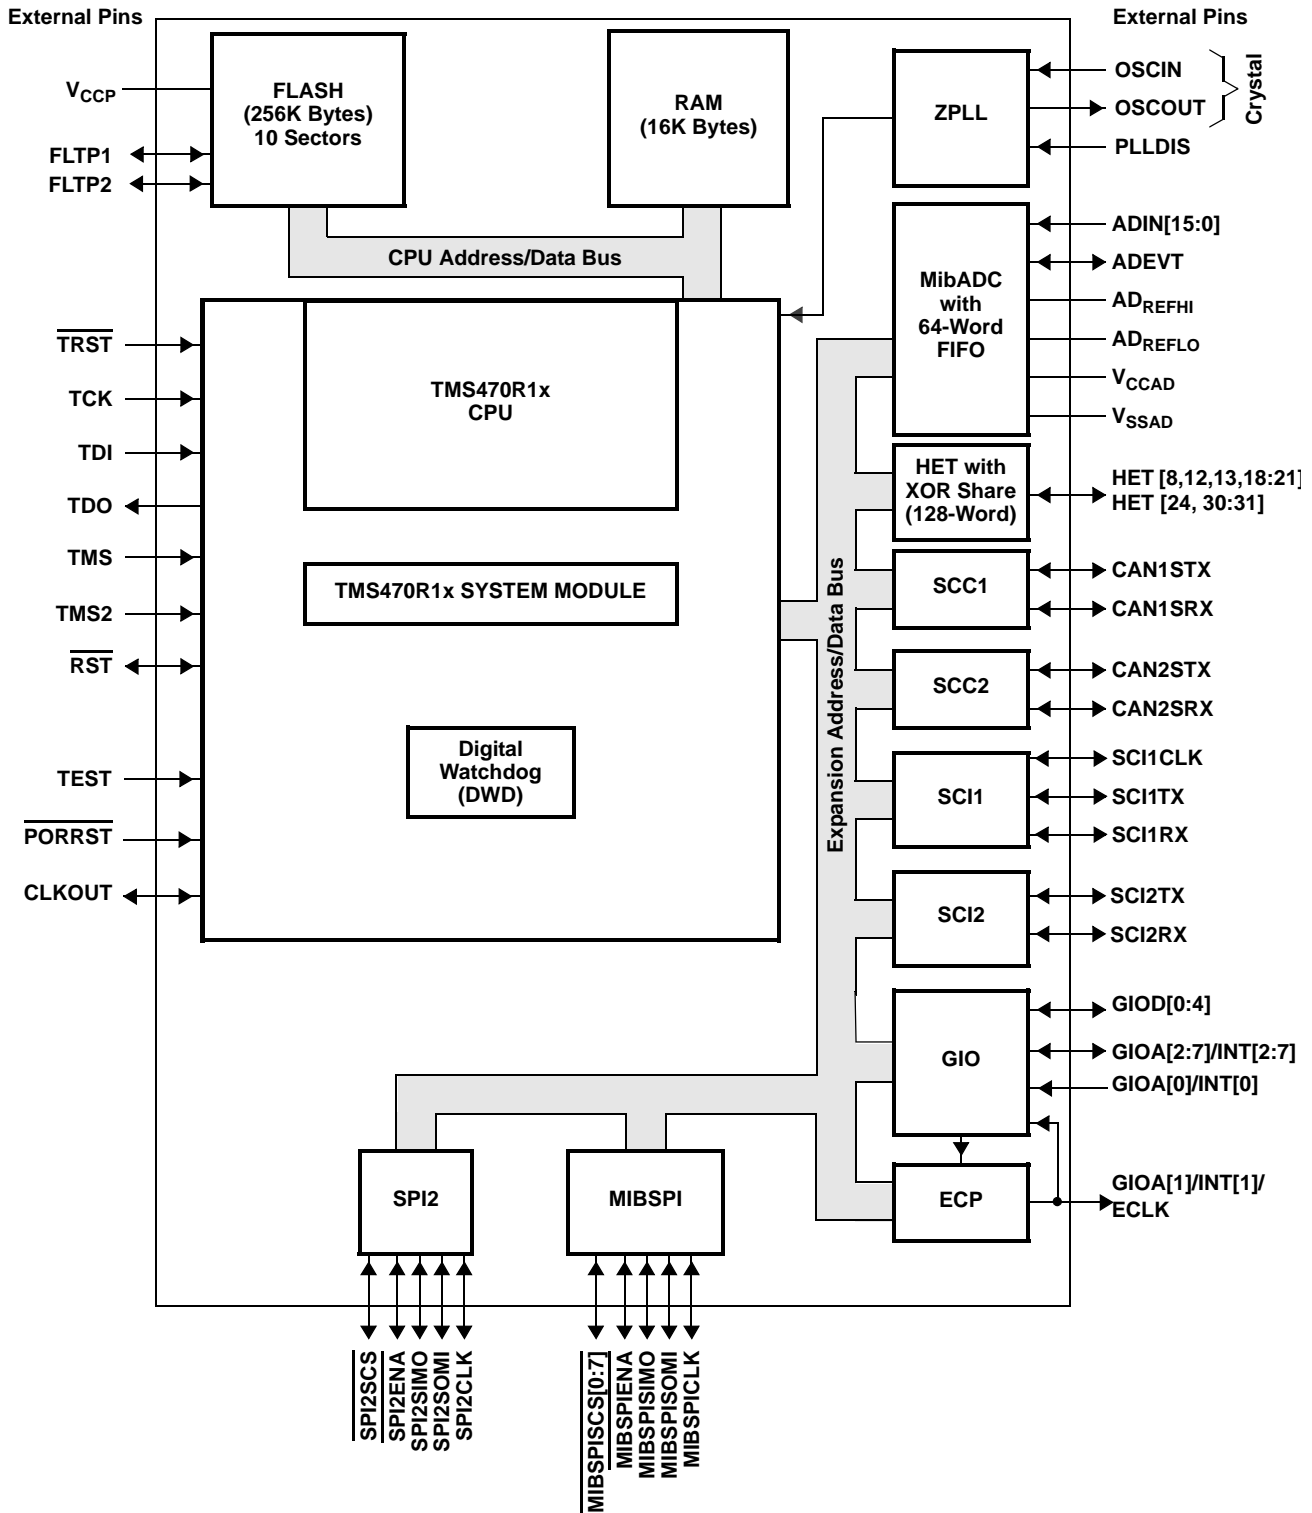 External Pins
External Pins
FLASH
(256K Bytes)
10 Sectors
RAM
(16K Bytes)
ZPLL
V_CCP
FLTP1
FLTP2
OSCIN
OSCOUT
Crystal
PLLDIS
CPU Address/Data Bus
MibADC
with
64-Word
FIFO
ADIN[15:0]
ADEVT
AD_REFHI
AD_REFLO
V_CCAD
V_SSAD
TRST
TCK
TDI
TDO
TMS
TMS2
RST
TEST
PORRST
CLKOUT
TMS470R1x
CPU
TMS470R1x SYSTEM MODULE
Digital
Watchdog
(DWD)
Expansion Address/Data Bus
HET with
XOR Share
(128-Word)
HET [8,12,13,18:21]
HET [24, 30:31]
SCC1
CAN1STX
CAN1SRX
SCC2
CAN2STX
CAN2SRX
SCI1
SCI1CLK
SCI1TX
SCI1RX
SCI2
SCI2TX
SCI2RX
GIO
GIOD[0:4]
GIOA[2:7]/INT[2:7]
GIOA[0]/INT[0]
ECP
GIOA[1]/INT[1]/
ECLK
SPI2
MIBSPI
SPI2SCS
SPI2ENA
SPI2SIMO
SPI2SOMI
SPI2CLK
MIBSPISCS[0:7]
MIBSPIENA
MIBSPISIMO
MIBSPISOMI
MIBSPICLK